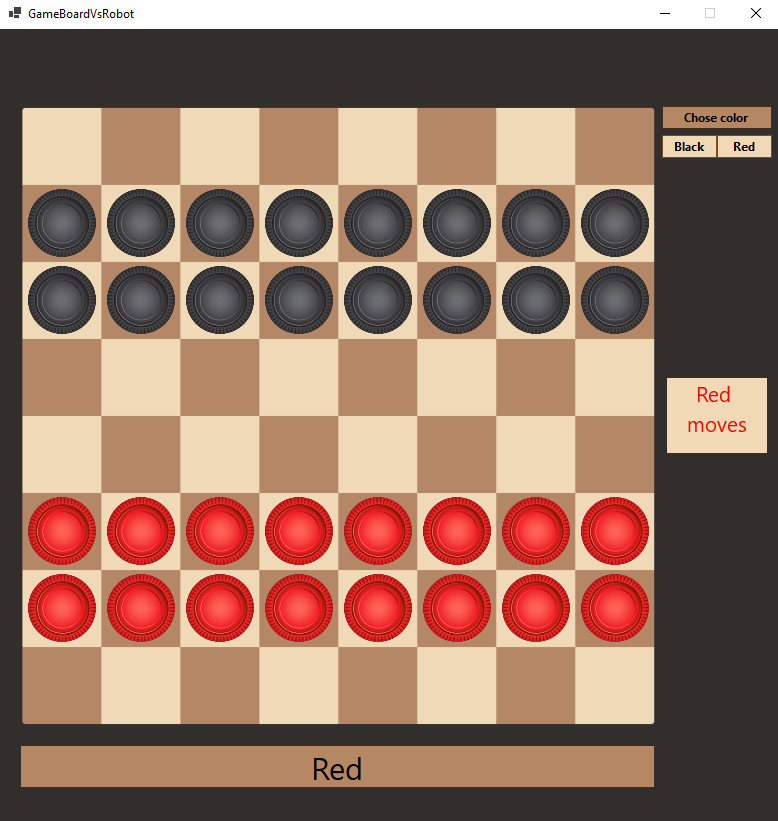 GameBoardVsRobot
Chose color
Black Red
Red
moves
Red